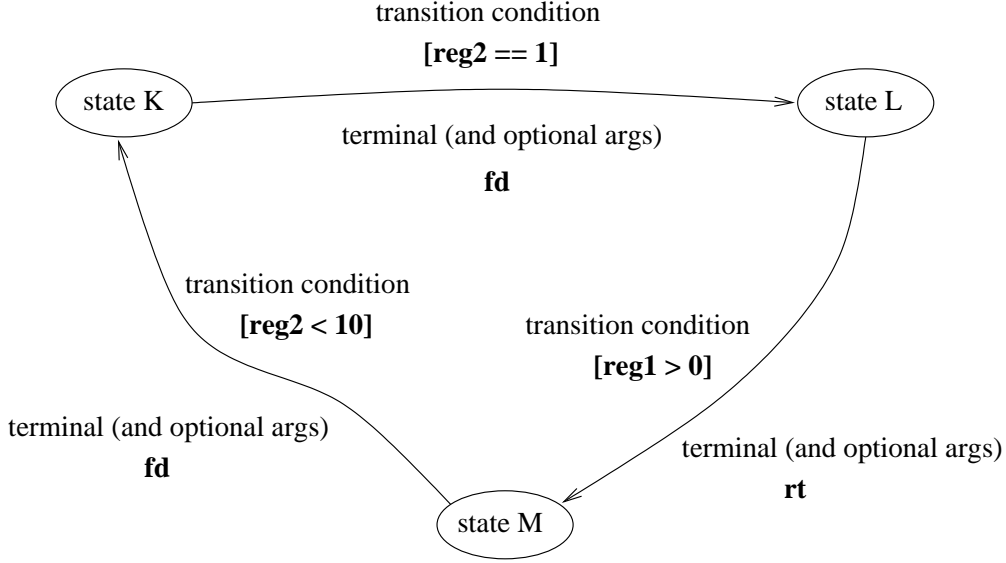 transition condition
[reg2 == 1]
state K
state L
terminal (and optional args)
fd
transition condition
[reg2 < 10]
transition condition
[reg1 > 0]
terminal (and optional args)
fd
terminal (and optional args)
rt
state M